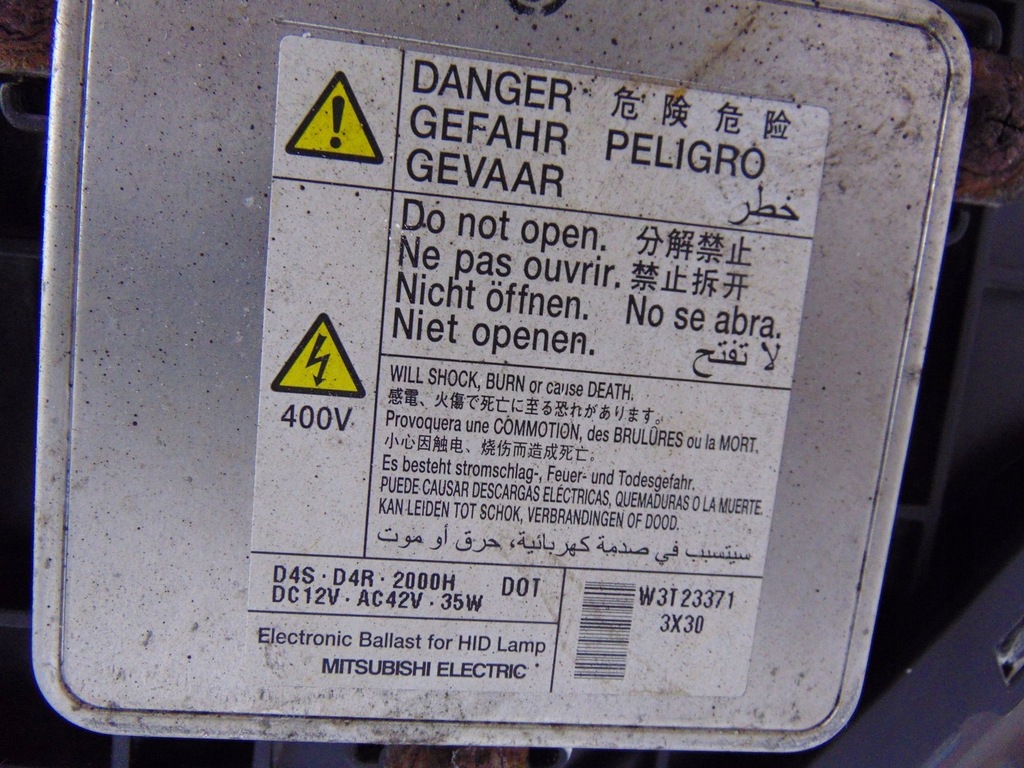 DANGER 危険 危险
GEFAHR PELIGRO
GEVAAR خطر
Do not open. 分解禁止
Ne pas ouvrir. 禁止拆开
Nicht öffnen. No se abra.
Niet openen. لا تفتح
400V
WILL SHOCK, BURN or cause DEATH.
感電、火傷で死亡に至る恐れがあります。
Provoquera une COMMOTION, des BRULÛRES ou la MORT.
小心因触电、烧伤而造成死亡。
Es besteht stromschlag-, Feuer- und Todesgefahr.
PUEDE CAUSAR DESCARGAS ELÉCTRICAS, QUEMADURAS O LA MUERTE.
KAN LEIDEN TOT SCHOK, VERBRANDINGEN OF DOOD.
سيتسبب في صدمة كهربائية، حرق أو موت
D4S · D4R · 2000H DOT
DC12V · AC42V · 35W
Electronic Ballast for HID Lamp
MITSUBISHI ELECTRIC
W3T23371
3X30